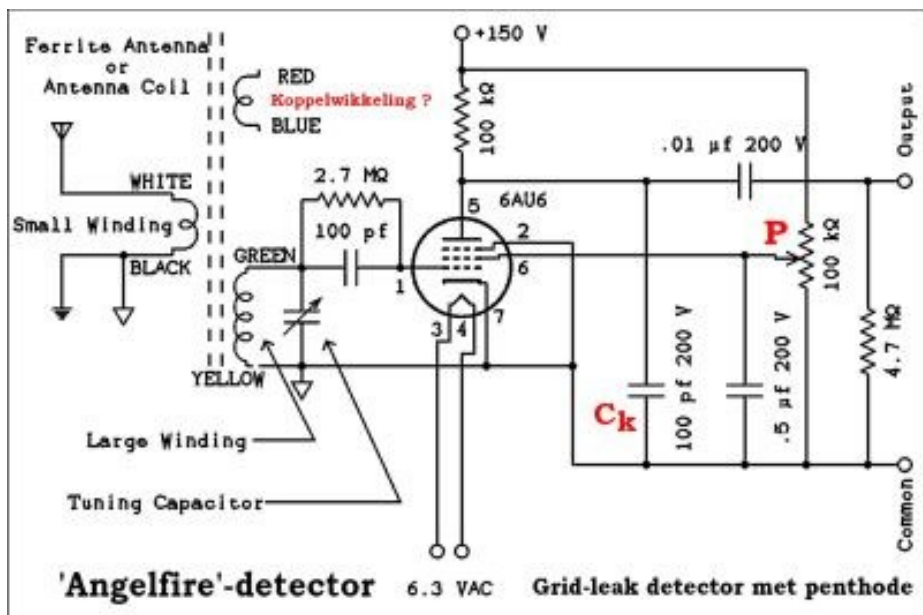 Ferrite Antenna
or
Antenna Coil
RED
Koppelwikkeling ?
BLUE
+150 V
100 kΩ
.01 µf 200 V
Output
WHITE
Small Winding
BLACK
2.7 MΩ
100 pf
GREEN
5
6AU6
2
6
1
3
4
7
P
100 kΩ
4.7 MΩ
YELLOW
Ck
100 pf 200 V
.5 µf 200 V
Large Winding
Tuning Capacitor
Common
'Angelfire'-detector
6.3 VAC
Grid-leak detector met penthode